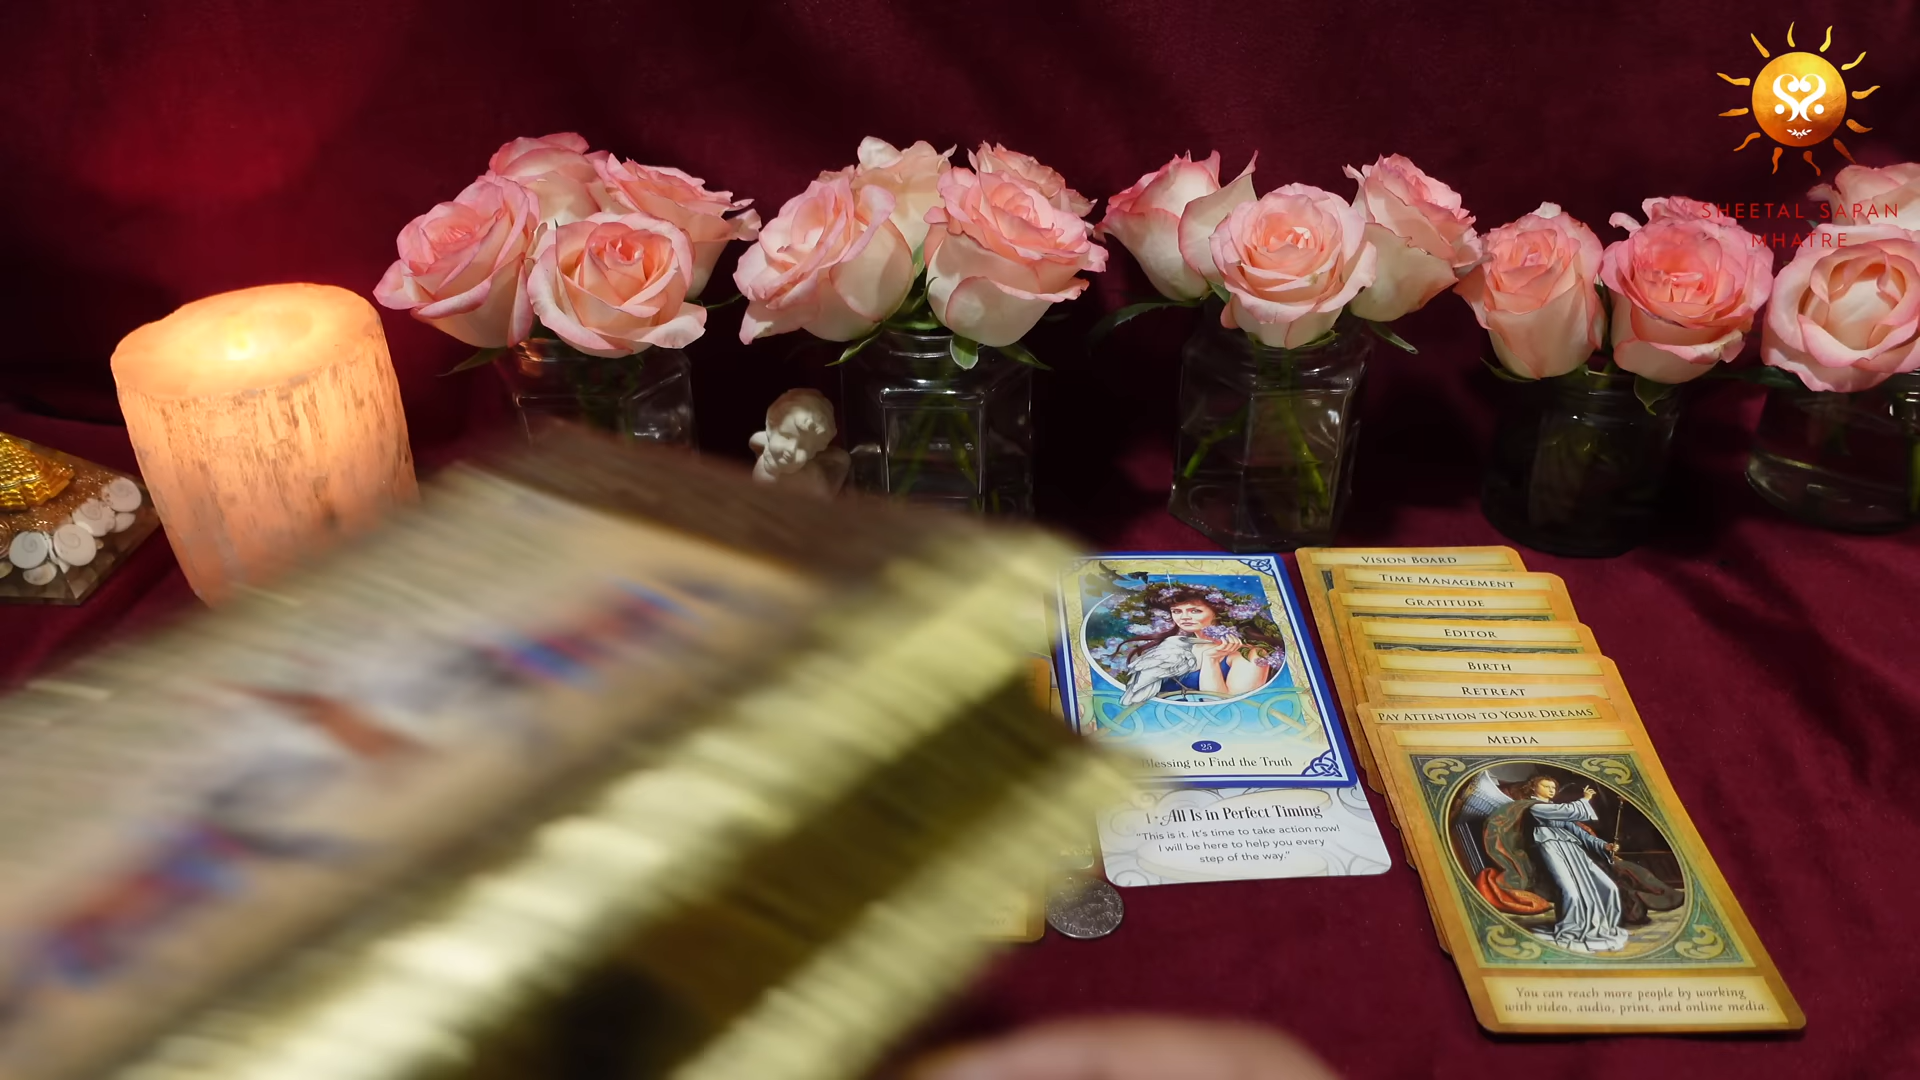 SHEETAL SAPAN
MHATRE
VISION BOARD
TIME MANAGEMENT
GRATITUDE
EDITOR
BIRTH
RETREAT
PAY ATTENTION TO YOUR DREAMS
MEDIA
You can reach more people by working
with video, audio, print, and online media.
25
Blessing to Find the Truth
1 • All Is in Perfect Timing
"This is it. It's time to take action now!
I will be here to help you every
step of the way."